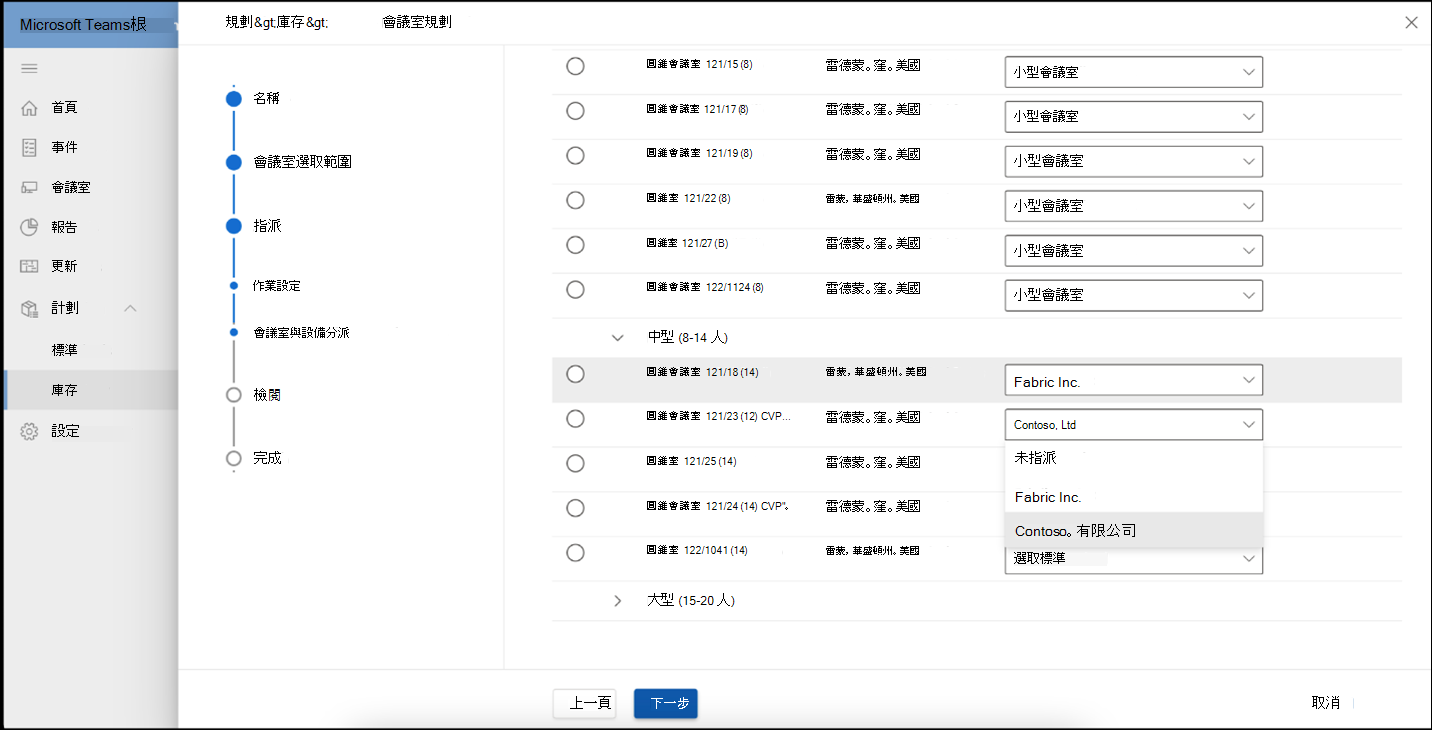 Microsoft Teams根
規劃&gt;庫存&gt; 會議室規劃
首頁
事件
會議室
報告
更新
計劃
標準
庫存
設定
名稱
會議室選取範圍
指派
作業設定
會議室與設備分派
檢閱
完成
圓錐會議室 121/15 (8) 雷德蒙。窪。美國 小型會議室
圓錐會議室 121/17 (8) 雷德蒙。窪。美國 小型會議室
圓錐會議室 121/19 (8) 雷德蒙。窪。美國 小型會議室
圓錐室 121/22 (8) 雷蒙,華盛頓州。美國 小型會議室
圓錐室 121/27 (B) 雷德蒙。窪。美國 小型會議室
圓錐會議室 122/1124 (8) 雷德蒙。窪。美國 小型會議室
中型 (8-14 人)
圓錐會議室 121/18 (14) 雷蒙,華盛頓州。美國 Fabric Inc.
圓錐會議室 121/23 (12) CVP... 雷德蒙。窪。美國 Contoso, Ltd
未指派
圓錐室 121/25 (14) 雷德蒙。窪。美國
Fabric Inc.
圓錐會議室 121/24 (14) CVP"。 雷德蒙。窪。美國
Contoso。有限公司
圓錐室 122/1041 (14) 雷蒙,華盛頓州。美國 選取標準
大型 (15-20 人)
上一頁 下一步 取消